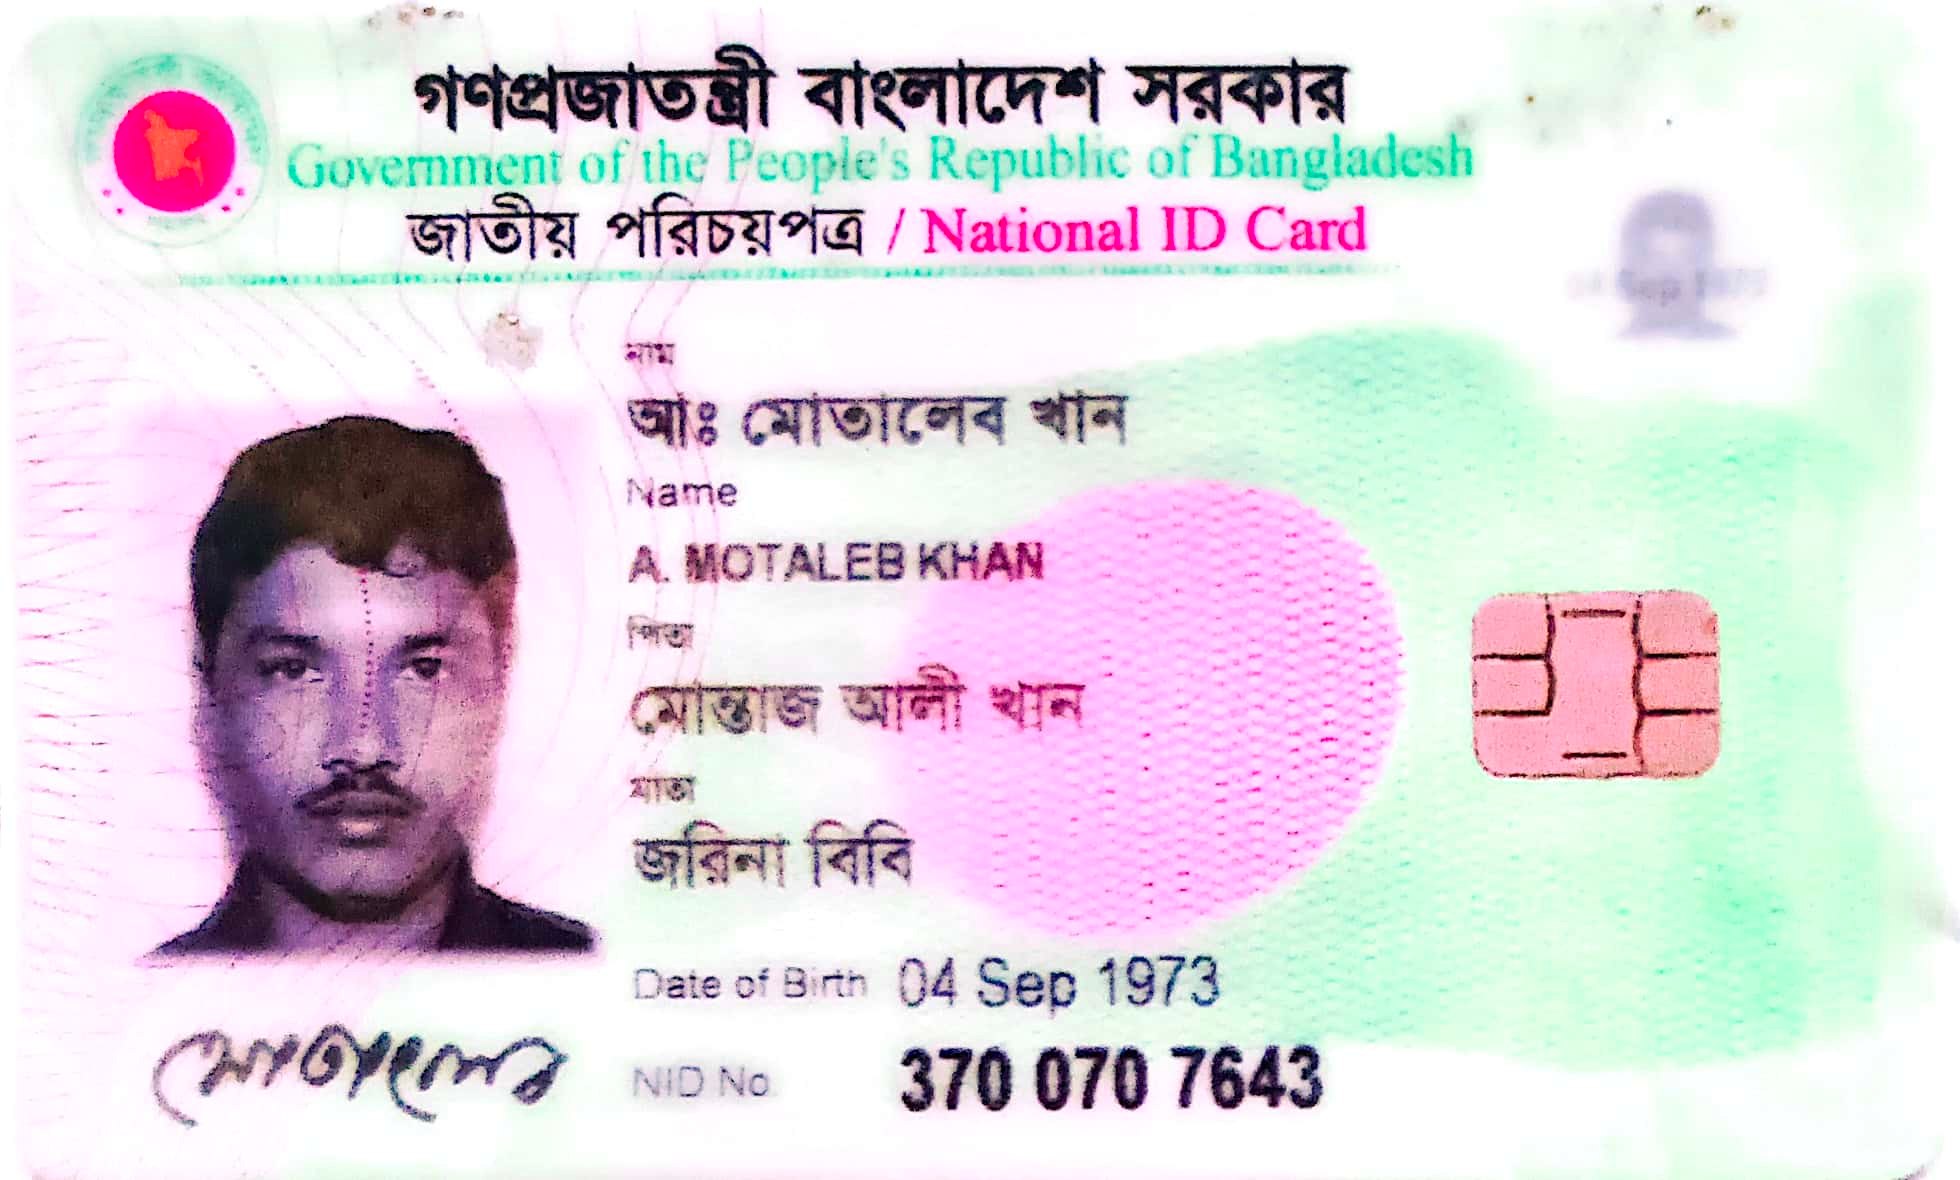 গণপ্রজাতন্ত্রী বাংলাদেশ সরকার
Government of the People's Republic of Bangladesh
জাতীয় পরিচয়পত্র / National ID Card
নাম
আঃ মোতালেব খান
Name
A. MOTALEB KHAN
পিতা
মোন্তাজ আলী খান
মাতা
জরিনা বিবি
Date of Birth 04 Sep 1973
মোতালেব
NID No. 370 070 7643